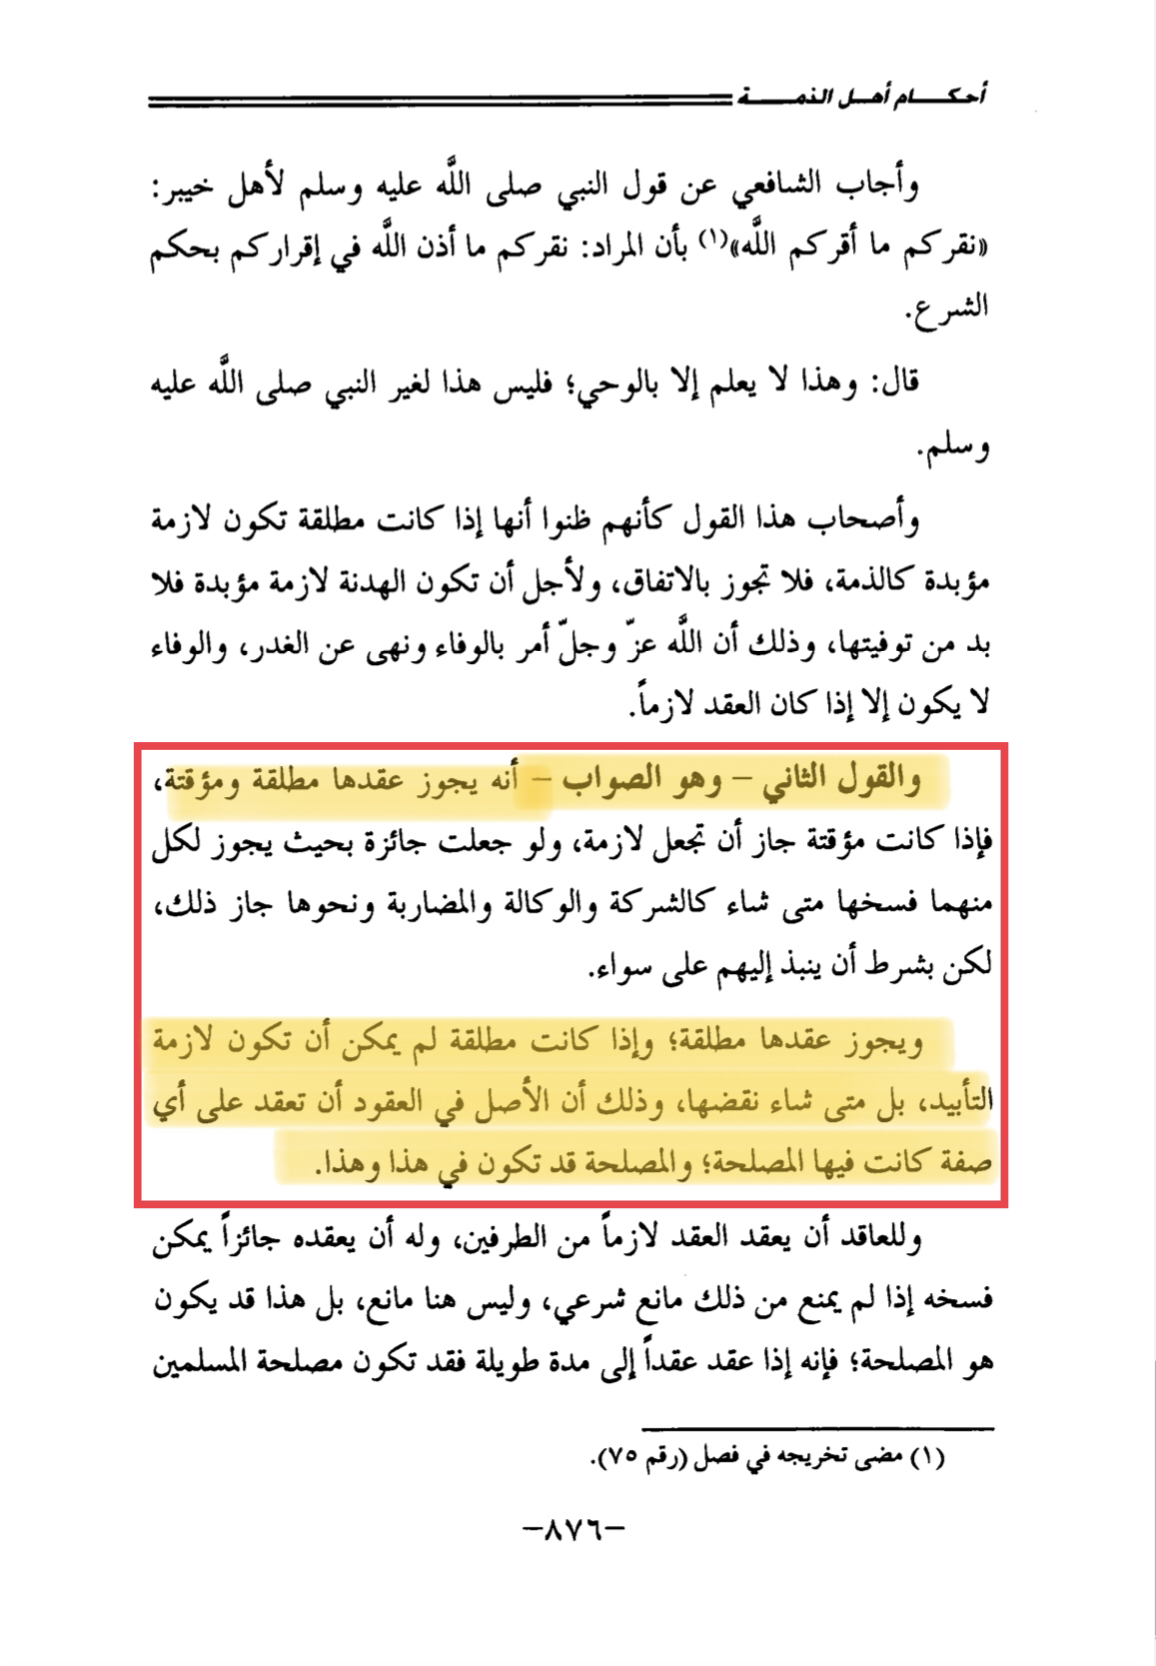 أحكـــام أهـل الذمـــة
وأجاب الشافعي عن قول النبي صلى اللَّه عليه وسلم لأهل خيبر:
«نقركم ما أقركم اللَّه»(١) بأن المراد: نقركم ما أذن اللَّه في إقراركم بحكم
الشرع.
قال: وهذا لا يعلم إلا بالوحي؛ فليس هذا لغير النبي صلى اللَّه عليه
وسلم.
وأصحاب هذا القول كأنهم ظنوا أنها إذا كانت مطلقة تكون لازمة
مؤبدة كالذمة، فلا تجوز بالاتفاق، ولأجل أن تكون الهدنة لازمة مؤبدة فلا
بد من توفيتها، وذلك أن اللَّه عزّ وجلّ أمر بالوفاء ونهى عن الغدر، والوفاء
لا يكون إلا إذا كان العقد لازماً.
والقول الثاني – وهو الصواب – أنه يجوز عقدها مطلقة ومؤقتة،
فإذا كانت مؤقتة جاز أن تجعل لازمة، ولو جعلت جائزة بحيث يجوز لكل
منهما فسخها متى شاء كالشركة والوكالة والمضاربة ونحوها جاز ذلك،
لكن بشرط أن ينبذ إليهم على سواء.
ويجوز عقدها مطلقة؛ وإذا كانت مطلقة لم يمكن أن تكون لازمة
التأبيد، بل متى شاء نقضها، وذلك أن الأصل في العقود أن تعقد على أي
صفة كانت فيها المصلحة؛ والمصلحة قد تكون في هذا وهذا.
وللعاقد أن يعقد العقد لازماً من الطرفين، وله أن يعقده جائزاً يمكن
فسخه إذا لم يمنع من ذلك مانع شرعي، وليس هنا مانع، بل هذا قد يكون
هو المصلحة؛ فإنه إذا عقد عقداً إلى مدة طويلة فقد تكون مصلحة المسلمين
(١) مضى تخريجه في فصل (رقم ٧٥).
–٨٧٦–